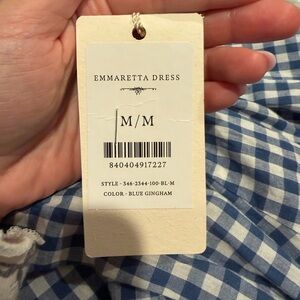 EMMARETTA DRESS
M/M
840404917227
STYLE - 346-2344-100-BL-M
COLOR - BLUE GINGHAM